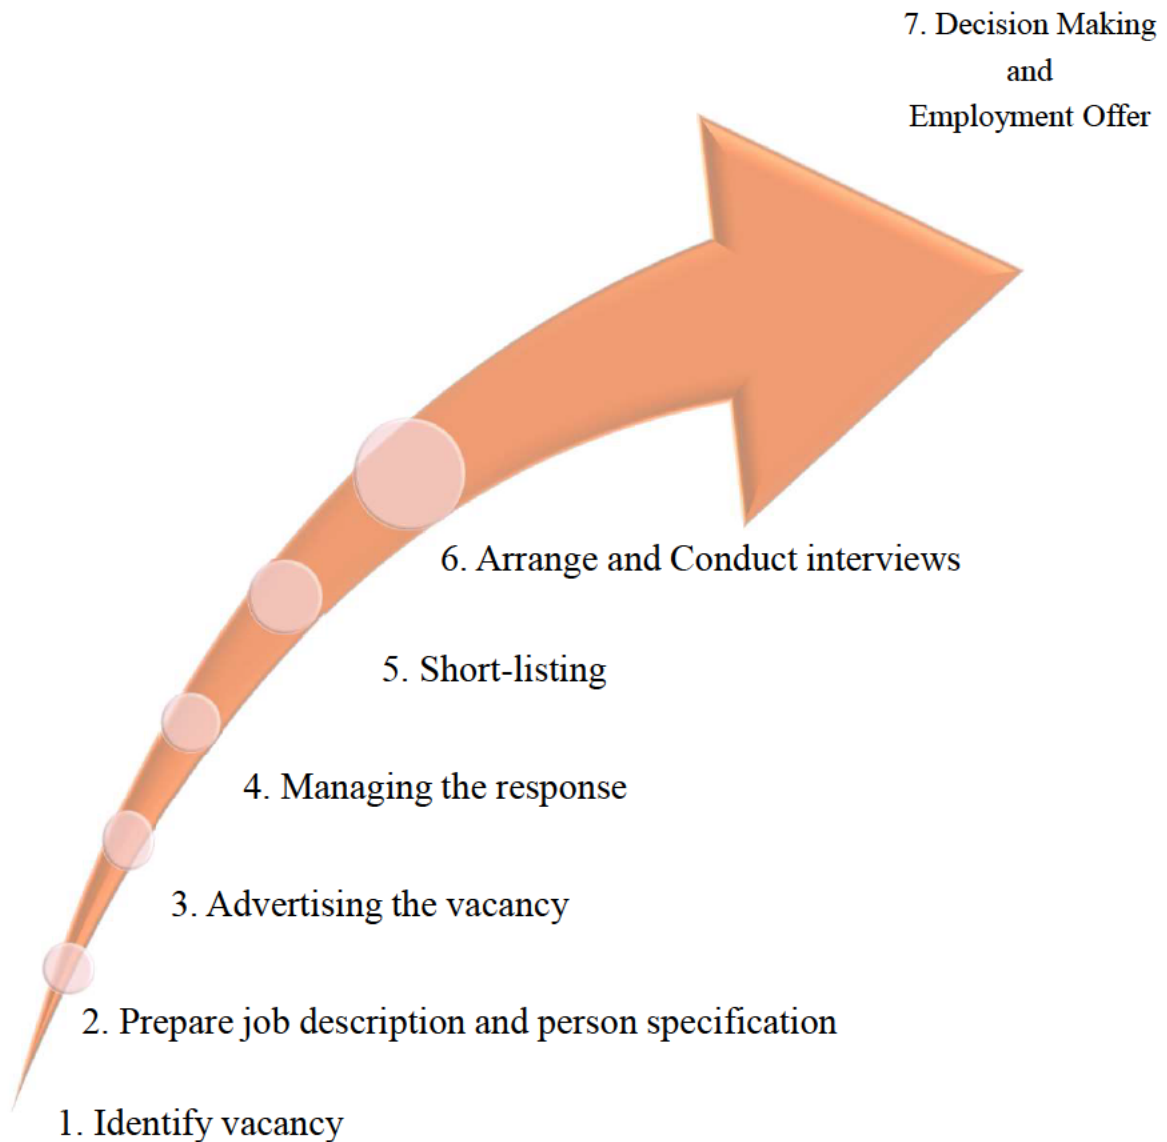 7. Decision Making
and
Employment Offer
6. Arrange and Conduct interviews
5. Short-listing
4. Managing the response
3. Advertising the vacancy
2. Prepare job description and person specification
1. Identify vacancy